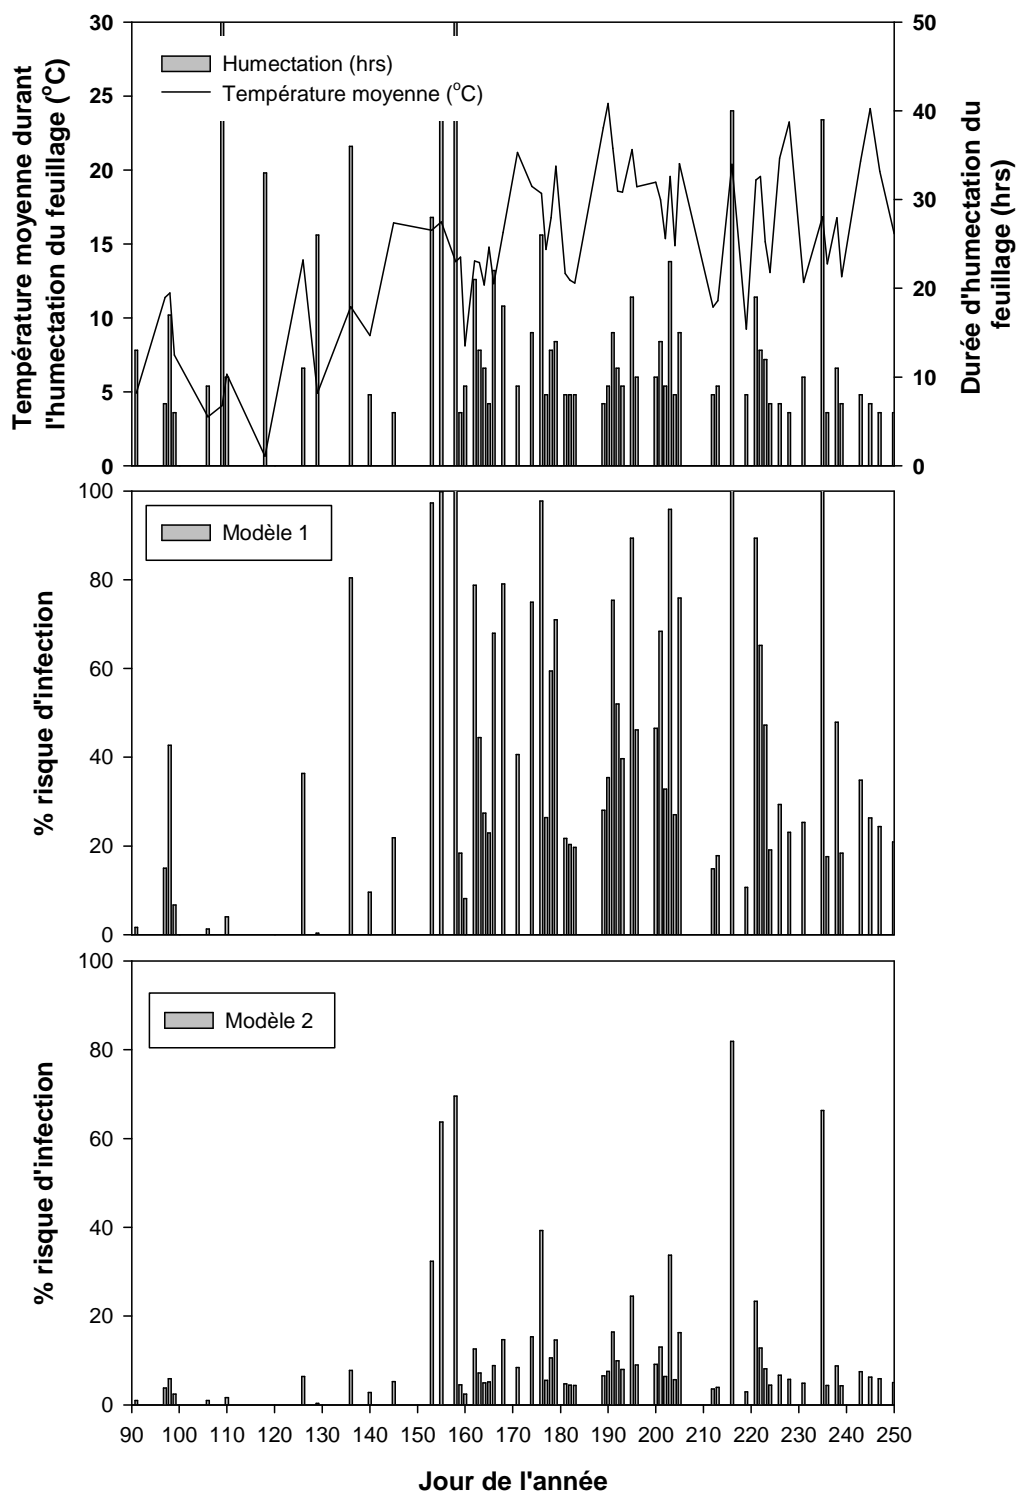 Température moyenne durant
l'humectation du feuillage (°C)
30
25
20
15
10
5
0
Humectation (hrs)
Température moyenne (°C)
50
40
30
20
10
0
Durée d'humectation du
feuillage (hrs)
% risque d'infection
100
80
60
40
20
0
Modèle 1
% risque d'infection
100
80
60
40
20
0
Modèle 2
90 100 110 120 130 140 150 160 170 180 190 200 210 220 230 240 250
Jour de l'année